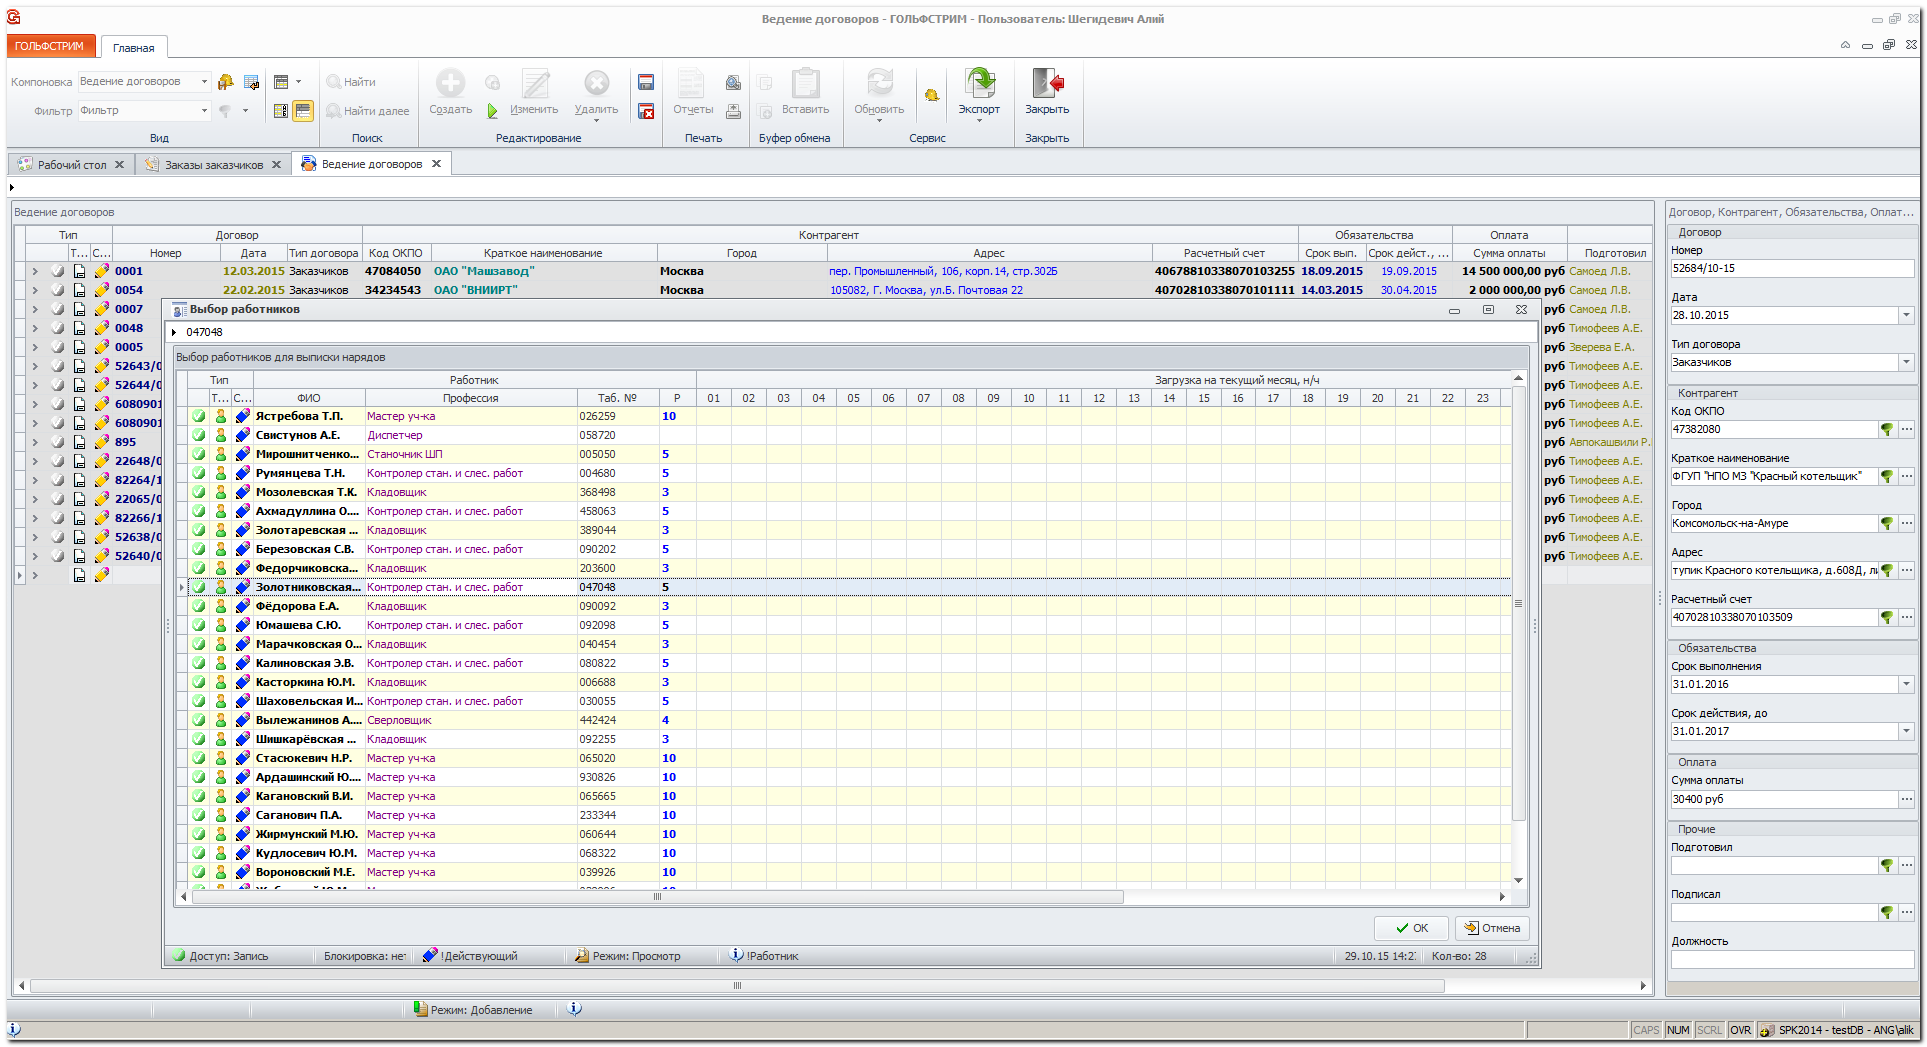 Ведение договоров - ГОЛЬФСТРИМ - Пользователь: Шегидевич Алий
ГОЛЬФСТРИМ Главная
Компоновка Ведение договоров Найти Создать Изменить Удалить Отчеты Вставить Обновить Экспорт Закрыть
Фильтр Фильтр Найти далее
Вид Поиск Редактирование Печать Буфер обмена Сервис Закрыть
Рабочий стол Заказы заказчиков Ведение договоров
Ведение договоров
Тип Договор Контрагент Обязательства Оплата
Т... С... Номер Дата Тип договора Код ОКПО Краткое наименование Город Адрес Расчетный счет Срок вып. Срок дейст., ... Сумма оплаты Подготовил
0001 12.03.2015 Заказчиков 47084050 ОАО "Машзавод" Москва пер. Промышленный, 106, корп.14, стр.302Б 40678810338070103255 18.09.2015 19.09.2015 14 500 000,00 руб Самоед Л.В.
0054 22.02.2015 Заказчиков 34234543 ОАО "ВНИИРТ" Москва 105082, Г. Москва, ул.Б. Почтовая 22 40702810338070101111 14.03.2015 30.04.2015 2 000 000,00 руб Самоед Л.В.
0007 руб Самоед Л.В.
0048 руб Тимофеев А.Е.
0005 руб Зверева Е.А.
52643/0 руб Тимофеев А.Е.
52644/0 руб Тимофеев А.Е.
6080901 руб Тимофеев А.Е.
6080901 руб Тимофеев А.Е.
895 руб Авпокашвили Р.
22648/0 руб Тимофеев А.Е.
82264/1 руб Тимофеев А.Е.
22065/0 руб Тимофеев А.Е.
82266/1 руб Тимофеев А.Е.
52638/0 руб Тимофеев А.Е.
52640/0 руб Тимофеев А.Е.
Выбор работников
047048
Выбор работников для выписки нарядов
Тип Работник Загрузка на текущий месяц, н/ч
Т... С... ФИО Профессия Таб. № Р 01 02 03 04 05 06 07 08 09 10 11 12 13 14 15 16 17 18 19 20 21 22 23
Ястребова Т.П. Мастер уч-ка 026259 10
Свистунов А.Е. Диспетчер 058720
Мирошнитченко... Станочник ШП 005050 5
Румянцева Т.Н. Контролер стан. и слес. работ 004680 5
Мозолевская Т.К. Кладовщик 368498 3
Ахмадуллина О.... Контролер стан. и слес. работ 458063 5
Золотаревская ... Кладовщик 389044 3
Березовская С.В. Контролер стан. и слес. работ 090202 5
Федорчиковска... Кладовщик 203600 3
Золотниковская... Контролер стан. и слес. работ 047048 5
Фёдорова Е.А. Кладовщик 090092 3
Юмашева С.Ю. Контролер стан. и слес. работ 092098 5
Марачковская О... Кладовщик 040454 3
Калиновская Э.В. Контролер стан. и слес. работ 080822 5
Касторкина Ю.М. Кладовщик 006688 3
Шаховельская И... Контролер стан. и слес. работ 030055 5
Вылежанинов А.... Сверловщик 442424 4
Шишкарёвская ... Кладовщик 092255 3
Стасюкевич Н.Р. Мастер уч-ка 065020 10
Ардашинский Ю.... Мастер уч-ка 930826 10
Кагановский В.И. Мастер уч-ка 065665 10
Саганович П.А. Мастер уч-ка 233344 10
Жирмунский М.Ю. Мастер уч-ка 060644 10
Кудлосевич Ю.М. Мастер уч-ка 068322 10
Вороновский М.Е. Мастер уч-ка 039926 10
OK Отмена
Доступ: Запись Блокировка: нет !Действующий Режим: Просмотр !Работник 29.10.15 14:2 Кол-во: 28
Договор, Контрагент, Обязательства, Оплат...
Договор
Номер
52684/10-15
Дата
28.10.2015
Тип договора
Заказчиков
Контрагент
Код ОКПО
47382080
Краткое наименование
ФГУП "НПО МЗ "Красный котельщик"
Город
Комсомольск-на-Амуре
Адрес
тупик Красного котельщика, д.608Д, ли
Расчетный счет
40702810338070103509
Обязательства
Срок выполнения
31.01.2016
Срок действия, до
31.01.2017
Оплата
Сумма оплаты
30400 руб
Прочие
Подготовил
Подписал
Должность
Режим: Добавление
CAPS NUM SCRL OVR SPK2014 - testDB - ANG\alik